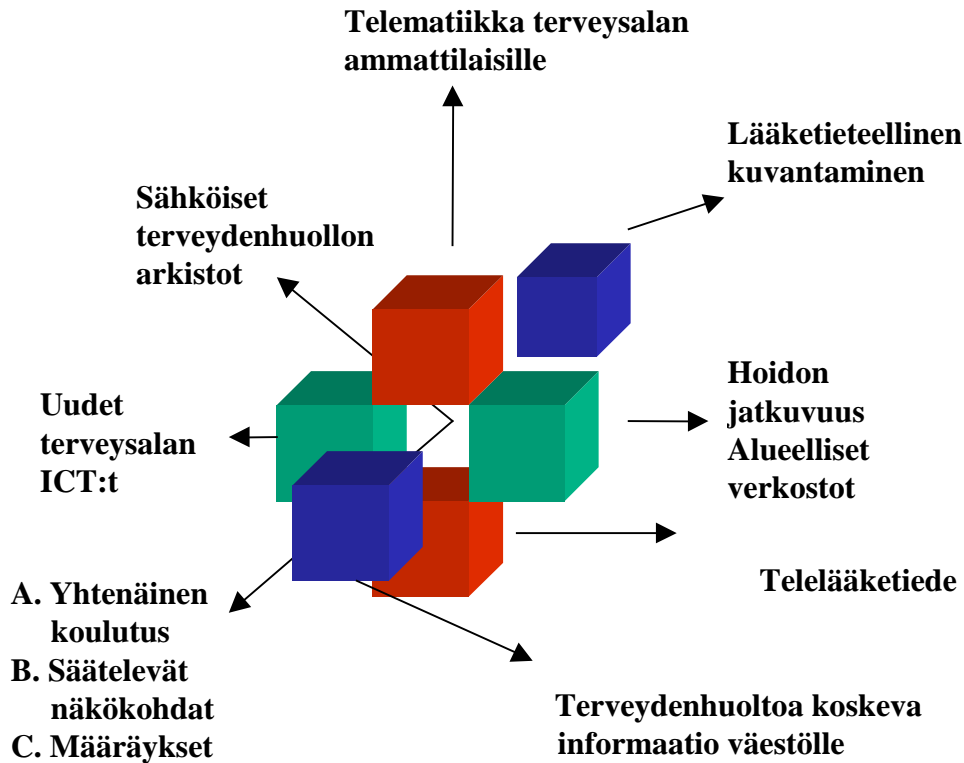 Telematiikka terveysalan
ammattilaisille
Lääketieteellinen
kuvantaminen
Sähköiset
terveydenhuollon
arkistot
Uudet
terveysalan
ICT:t
Hoidon
jatkuvuus
Alueelliset
verkostot
Telelääketiede
A. Yhtenäinen
koulutus
B. Säätelevät
näkökohdat
C. Määräykset
Terveydenhuoltoa koskeva
informaatio väestölle